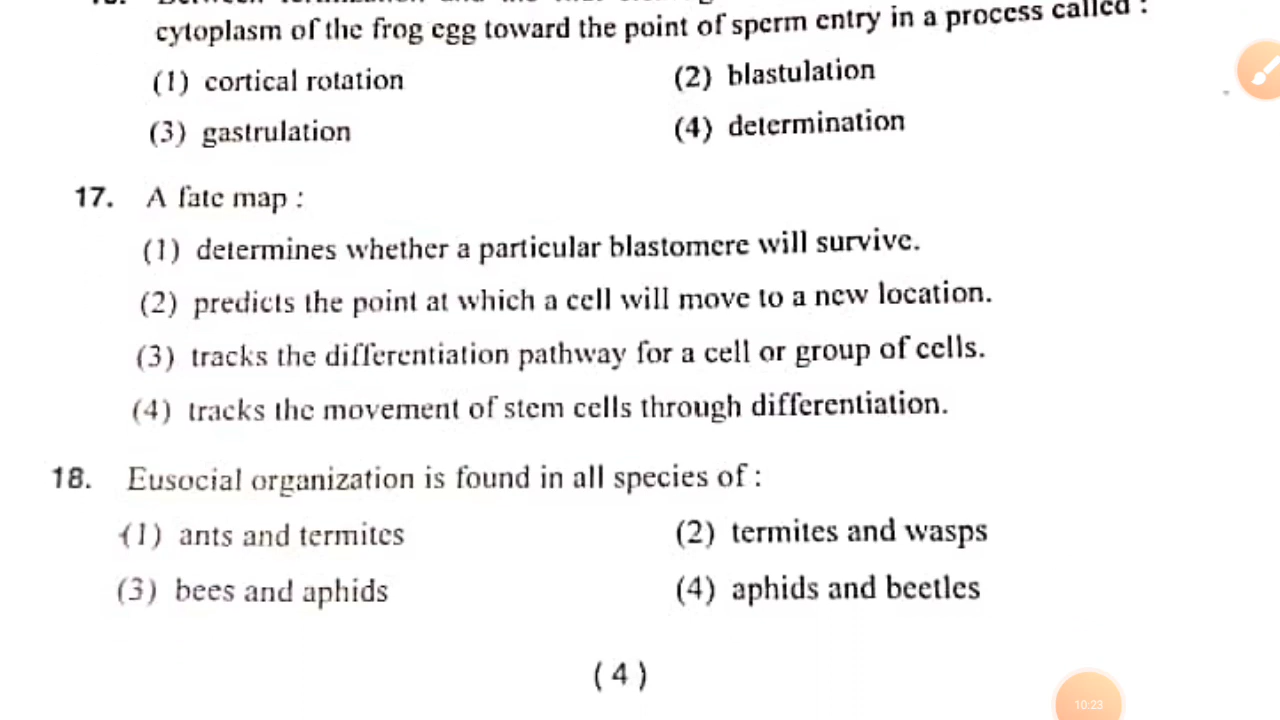 cytoplasm of the frog egg toward the point of sperm entry in a process called :
(1) cortical rotation
(2) blastulation
(3) gastrulation
(4) determination
17. A fate map :
(1) determines whether a particular blastomere will survive.
(2) predicts the point at which a cell will move to a new location.
(3) tracks the differentiation pathway for a cell or group of cells.
(4) tracks the movement of stem cells through differentiation.
18. Eusocial organization is found in all species of :
(1) ants and termites
(2) termites and wasps
(3) bees and aphids
(4) aphids and beetles
( 4 )
10:23